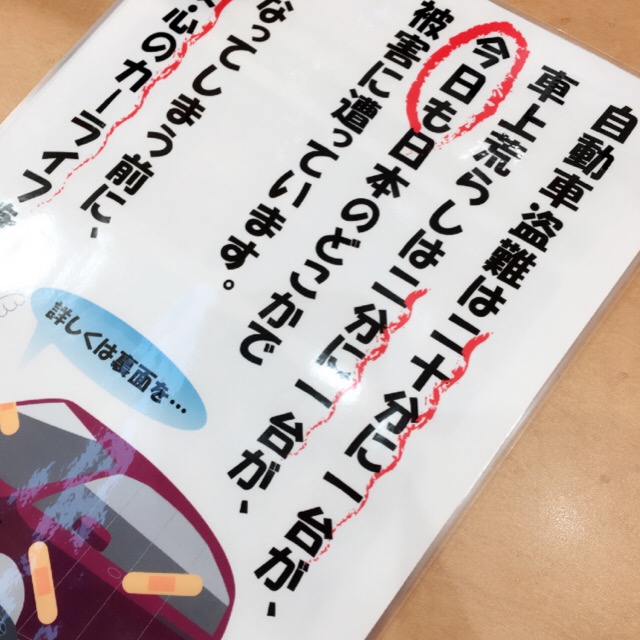 自動車盗難は二十分に一台が、
車上荒らしは二分に一台が、
今日も日本のどこかで
被害に遭っています。
なってしまう前に、
心のカーライフ
詳しくは裏面を…